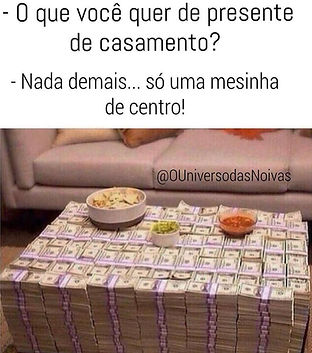 - O que você quer de presente
de casamento?
- Nada demais... só uma mesinha
de centro!
@OUniversodasNoivas